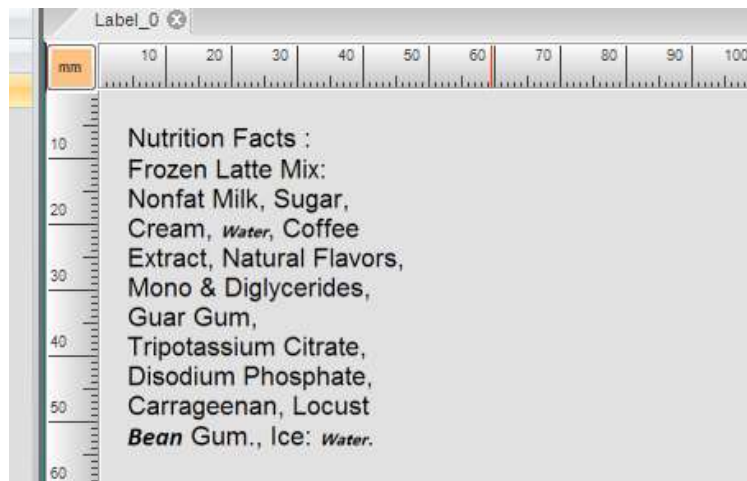 Label_0
mm
10 20 30 40 50 60 70 80 90 100
10
20
30
40
50
60
Nutrition Facts :
Frozen Latte Mix:
Nonfat Milk, Sugar,
Cream, Water, Coffee
Extract, Natural Flavors,
Mono & Diglycerides,
Guar Gum,
Tripotassium Citrate,
Disodium Phosphate,
Carrageenan, Locust
Bean Gum., Ice: Water.